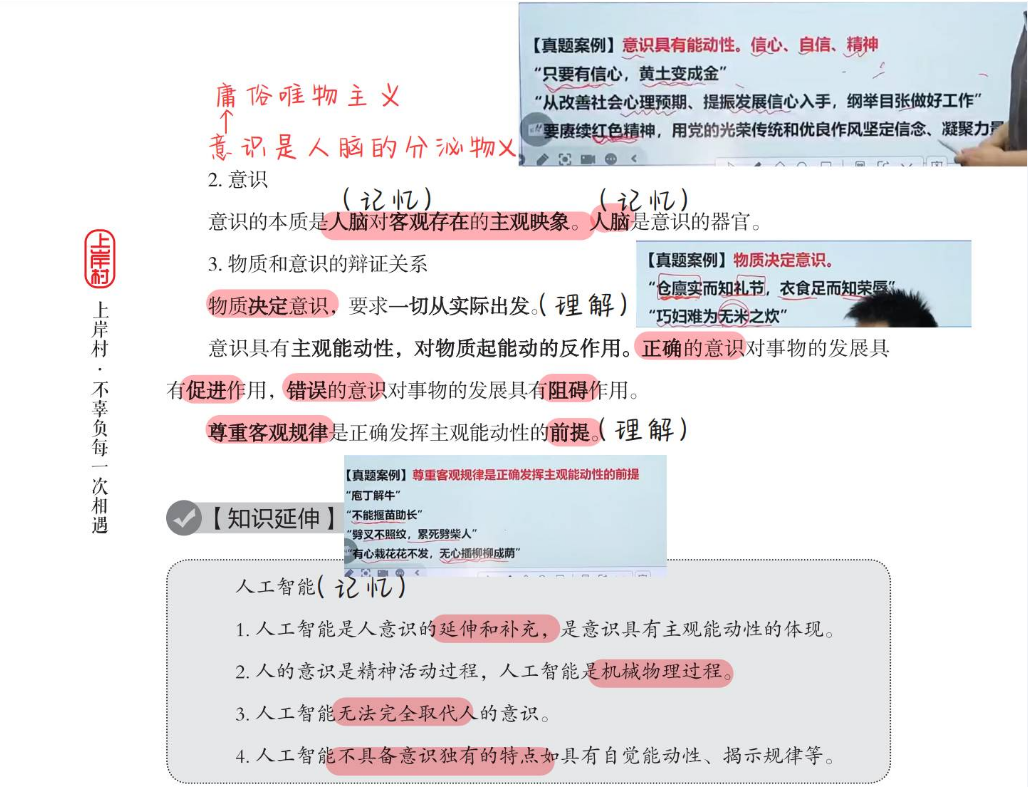 【真题案例】意识具有能动性。信心、自信、精神
“只要有信心，黄土变成金”
“从改善社会心理预期、提振发展信心入手，纲举目张做好工作”
“要赓续红色精神，用党的光荣传统和优良作风坚定信念、凝聚力量
庸俗唯物主义
意识是人脑的分泌物
2. 意识
(记忆) (记忆)
意识的本质是人脑对客观存在的主观映象。人脑是意识的器官。
3. 物质和意识的辩证关系
【真题案例】物质决定意识。
“仓廪实而知礼节，衣食足而知荣辱”
“巧妇难为无米之炊”
物质决定意识，要求一切从实际出发。(理解)
意识具有主观能动性，对物质起能动的反作用。正确的意识对事物的发展具
有促进作用，错误的意识对事物的发展具有阻碍作用。
尊重客观规律是正确发挥主观能动性的前提。(理解)
【真题案例】尊重客观规律是正确发挥主观能动性的前提
“庖丁解牛”
“不能揠苗助长”
“劈叉不照纹，累死劈柴人”
“有心栽花花不发，无心插柳柳成荫”
【知识延伸】
人工智能(记忆)
1. 人工智能是人意识的延伸和补充，是意识具有主观能动性的体现。
2. 人的意识是精神活动过程，人工智能是机械物理过程。
3. 人工智能无法完全取代人的意识。
4. 人工智能不具备意识独有的特点如具有自觉能动性、揭示规律等。
上岸村
上岸村·不辜负每一次相遇